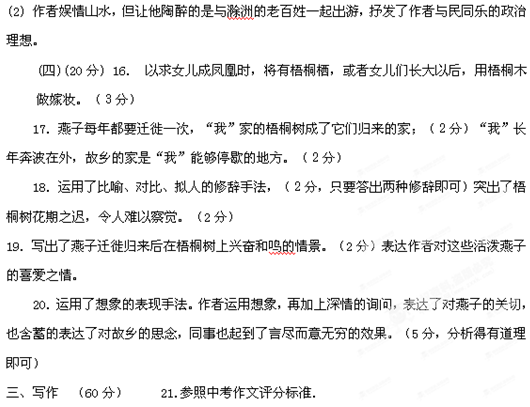 (2) 作者娱情山水，但让他陶醉的是与滁洲的老百姓一起出游，抒发了作者与民同乐的政治
理想。
(四)(20 分) 16. 以求女儿成凤凰时，将有梧桐栖，或者女儿们长大以后，用梧桐木
做嫁妆。（３分）
17．燕子每年都要迁徙一次，“我”家的梧桐树成了它们归来的家；（２分）“我”长
年奔波在外，故乡的家是“我”能够停歇的地方。（２分）
18．运用了比喻、对比、拟人的修辞手法，（２分，只要答出两种修辞即可）突出了梧
桐树花期之迟，令人难以察觉。（2分）
19．写出了燕子迁徙归来后在梧桐树上兴奋和鸣的情景。（2分）表达作者对这些活泼燕子
的喜爱之情。
20．运用了想象的表现手法。作者运用想象，再加上深情的询问，表达了对燕子的关切，
也含蓄的表达了对故乡的思念，同事也起到了言尽而意无穷的效果。（5 分，分析得有道理
即可）
三、写作 （60 分） 21.参照中考作文评分标准.